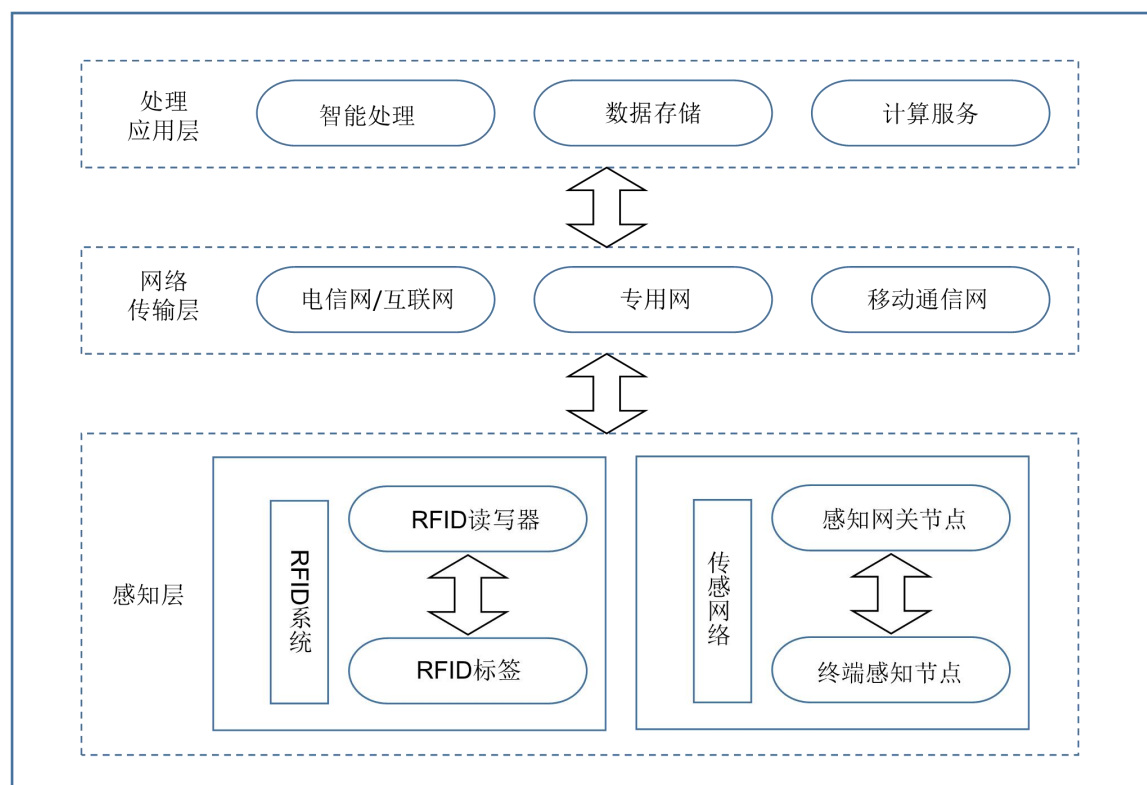 处理
应用层
智能处理
数据存储
计算服务
网络
传输层
电信网/互联网
专用网
移动通信网
感知层
RFID系统
RFID读写器
RFID标签
传感网络
感知网关节点
终端感知节点